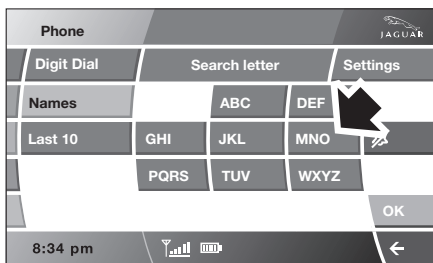 Phone JAGUAR
Digit Dial Search letter Settings
Names ABC DEF
Last 10 GHI JKL MNO
PQRS TUV WXYZ
OK
8:34 pm